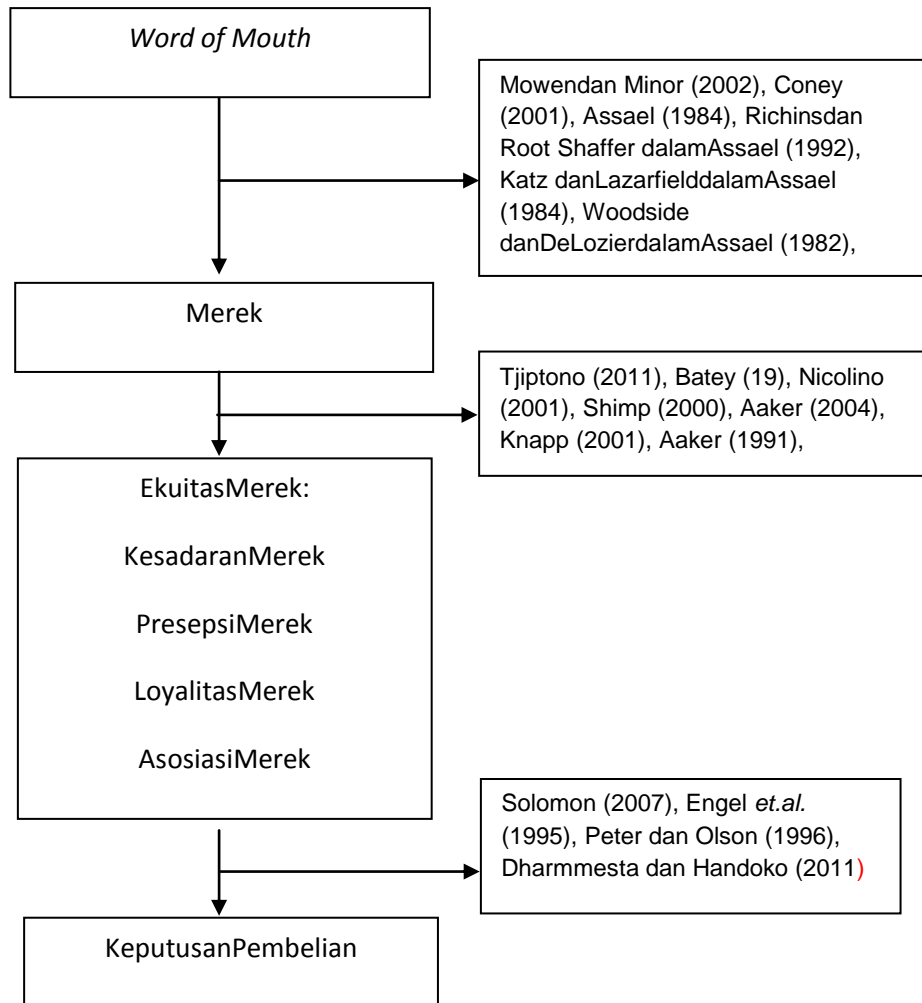 Word of Mouth
Mowendan Minor (2002), Coney
(2001), Assael (1984), Richinsdan
Root Shaffer dalamAssael (1992),
Katz danLazarfielddalamAssael
(1984), Woodside
danDeLozierdalamAssael (1982),
Merek
Tjiptono (2011), Batey (19), Nicolino
(2001), Shimp (2000), Aaker (2004),
Knapp (2001), Aaker (1991),
EkuitasMerek:
KesadaranMerek
PresepsiMerek
LoyalitasMerek
AsosiasiMerek
Solomon (2007), Engel et.al.
(1995), Peter dan Olson (1996),
Dharmmesta dan Handoko (2011)
KeputusanPembelian